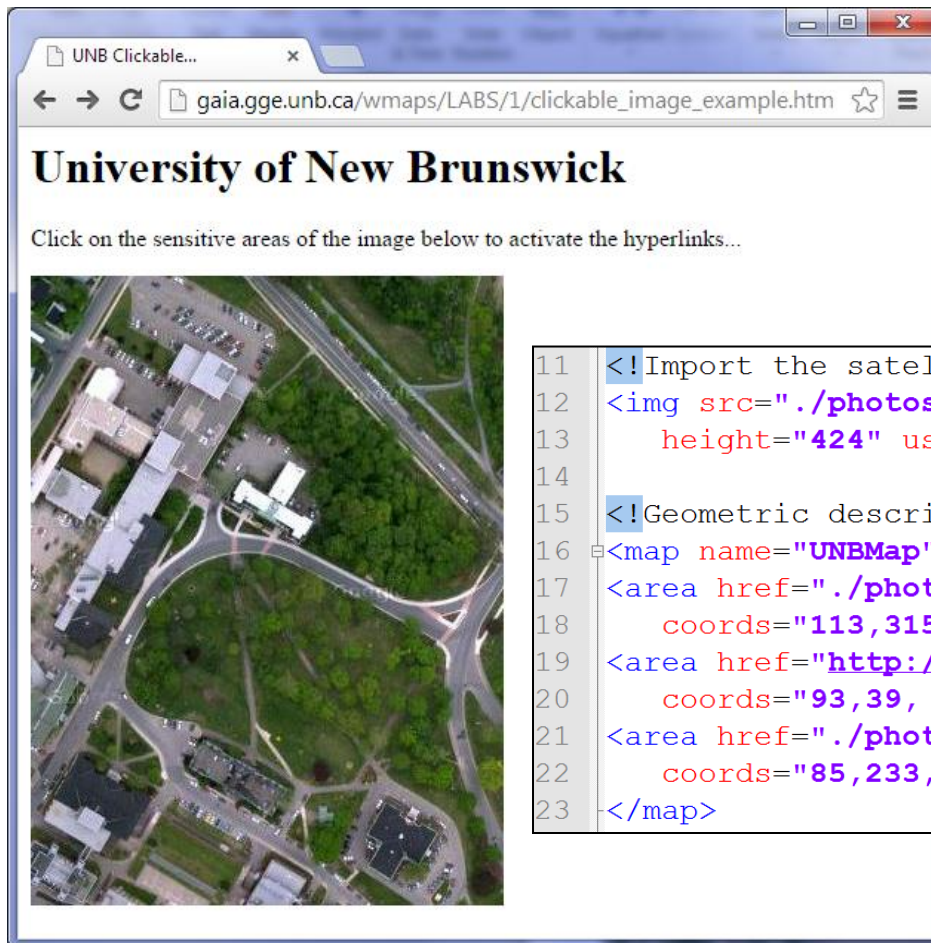 UNB Clickable...
gaia.gge.unb.ca/wmaps/LABS/1/clickable_image_example.htm
University of New Brunswick
Click on the sensitive areas of the image below to activate the hyperlinks...
11 <!Import the satel
12 <img src="./photos
13 height="424" us
14
15 <!Geometric descri
16 <map name="UNBMap"
17 <area href="./phot
18 coords="113,315
19 <area href="http:/
20 coords="93,39,
21 <area href="./phot
22 coords="85,233,
23 </map>